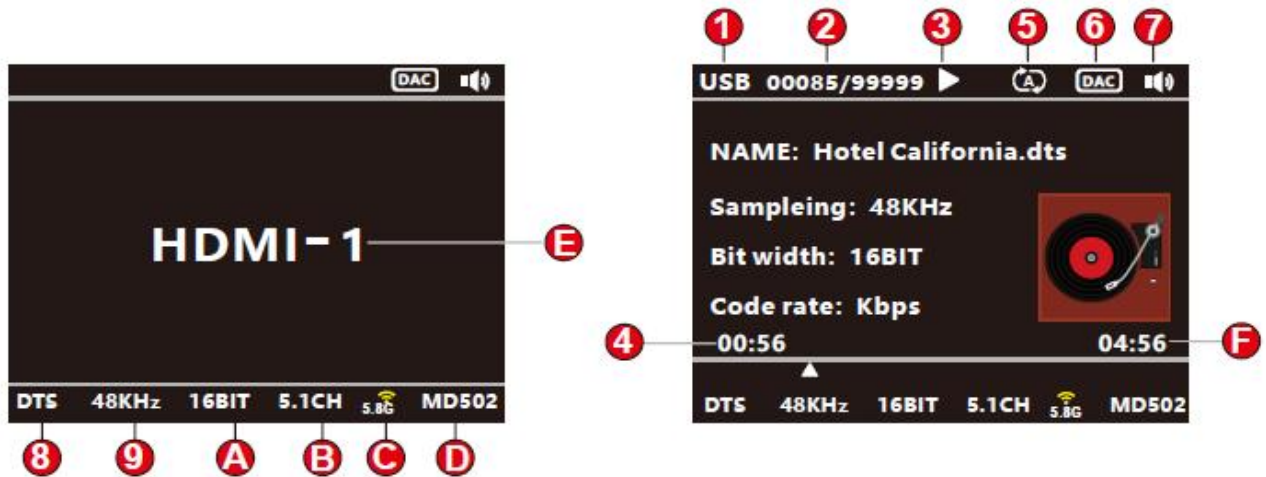 1 2 3 5 6 7
DAC
USB 00085/99999 A DAC
NAME: Hotel California.dts
Sampleing: 48KHz
HDMI-1 E
Bit width: 16BIT
Code rate: Kbps
4 00:56 04:56 F
DTS 48KHz 16BIT 5.1CH 5.8G MD502
DTS 48KHz 16BIT 5.1CH 5.8G MD502
8 9 A B C D